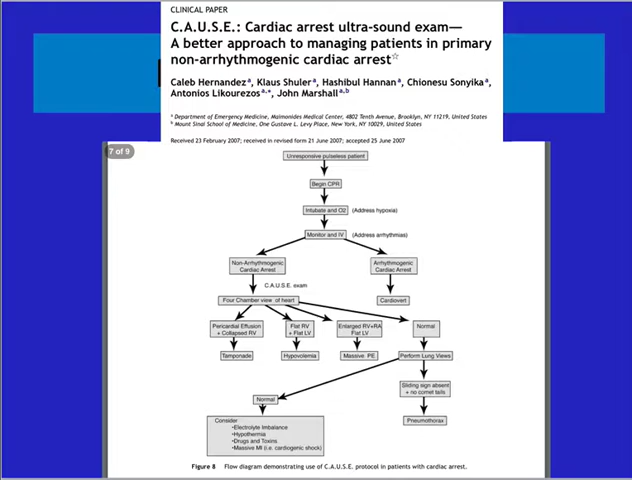 CLINICAL PAPER
C.A.U.S.E.: Cardiac arrest ultra-sound exam—
A better approach to managing patients in primary
non-arrhythmogenic cardiac arrest☆
Caleb Hernandez a, Klaus Shuler a, Hashibul Hannan a, Chionesu Sonyika a,
Antonios Likourezos a,*, John Marshall a,b
a Department of Emergency Medicine, Maimonides Medical Center, 4802 Tenth Avenue, Brooklyn, NY 11219, United States
b Mount Sinai School of Medicine, One Gustave L. Levy Place, New York, NY 10029, United States
Received 23 February 2007; received in revised form 21 June 2007; accepted 25 June 2007
7 of 9
Unresponsive pulseless patient
Begin CPR
Intubate and O2 (Address hypoxia)
Monitor and IV (Address arrhythmias)
Non-Arrhythmogenic
Cardiac Arrest
Arrhythmogenic
Cardiac Arrest
C.A.U.S.E. exam
Four Chamber view of heart
Cardiovert
Pericardial Effusion
+ Collapsed RV
Flat RV
+ Flat LV
Enlarged RV+RA
Flat LV
Normal
Tamponade
Hypovolemia
Massive PE
Perform Lung Views
Sliding sign absent
+ no comet tails
Normal
Pneumothorax
Consider:
•Electrolyte Imbalance
•Hypothermia
•Drugs and Toxins
•Massive MI (i.e. cardiogenic shock)
Figure 8 Flow diagram demonstrating use of C.A.U.S.E. protocol in patients with cardiac arrest.